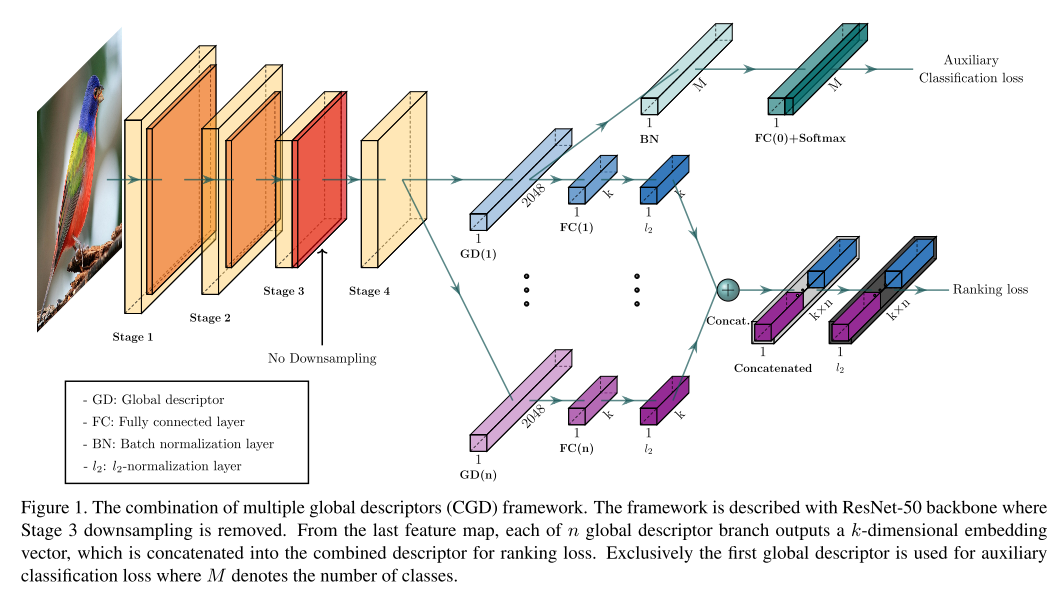 Auxiliary
Classification loss
M
M
1
BN
1
FC(0)+Softmax
2048
1
GD(1)
k
1
FC(1)
k
1
l₂
Stage 1
Stage 2
Stage 3
Stage 4
No Downsampling
Concat.
k×n
1
Concatenated
k×n
1
l₂
Ranking loss
2048
1
GD(n)
k
1
FC(n)
k
1
l₂
- GD: Global descriptor
- FC: Fully connected layer
- BN: Batch normalization layer
- l₂: l₂-normalization layer
Figure 1. The combination of multiple global descriptors (CGD) framework. The framework is described with ResNet-50 backbone where
Stage 3 downsampling is removed. From the last feature map, each of n global descriptor branch outputs a k-dimensional embedding
vector, which is concatenated into the combined descriptor for ranking loss. Exclusively the first global descriptor is used for auxiliary
classification loss where M denotes the number of classes.